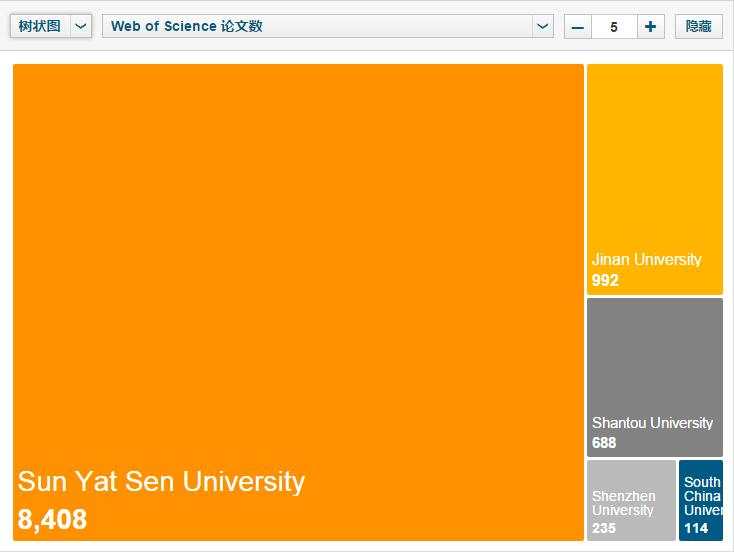 树状图
Web of Science 论文数
5
隐藏
Sun Yat Sen University
8,408
Jinan University
992
Shantou University
688
Shenzhen
University
235
South
China
Univer
114